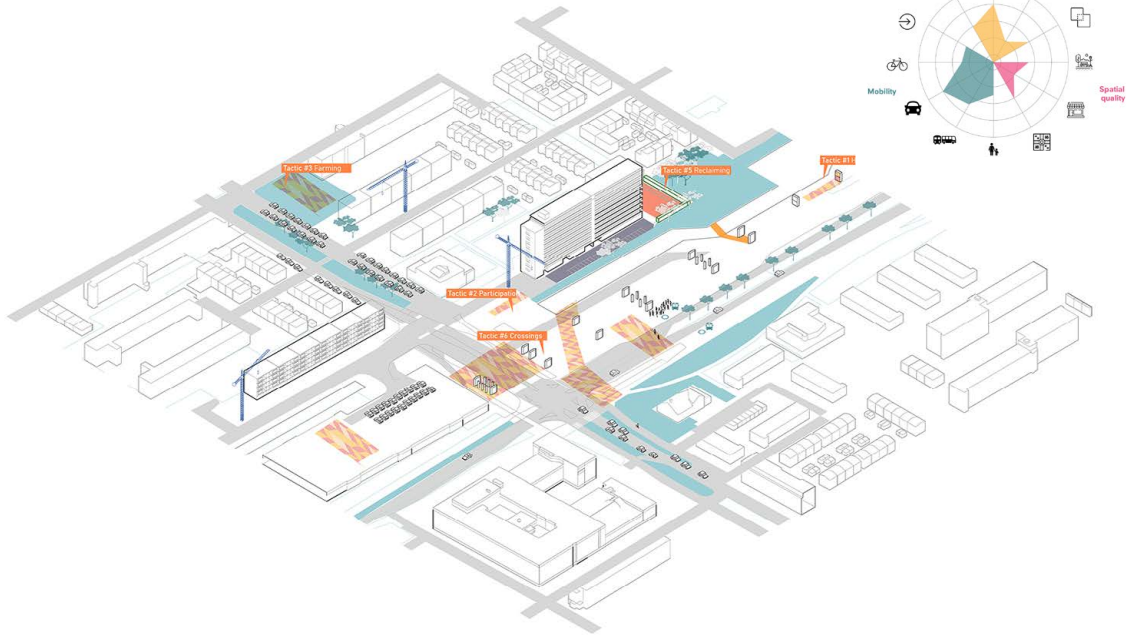 Mobility
Spatial
quality
Tactic #1
Tactic #3 Farming
Tactic #5 Reclaiming
Tactic #2 Participatio
Tactic #6 Crossings